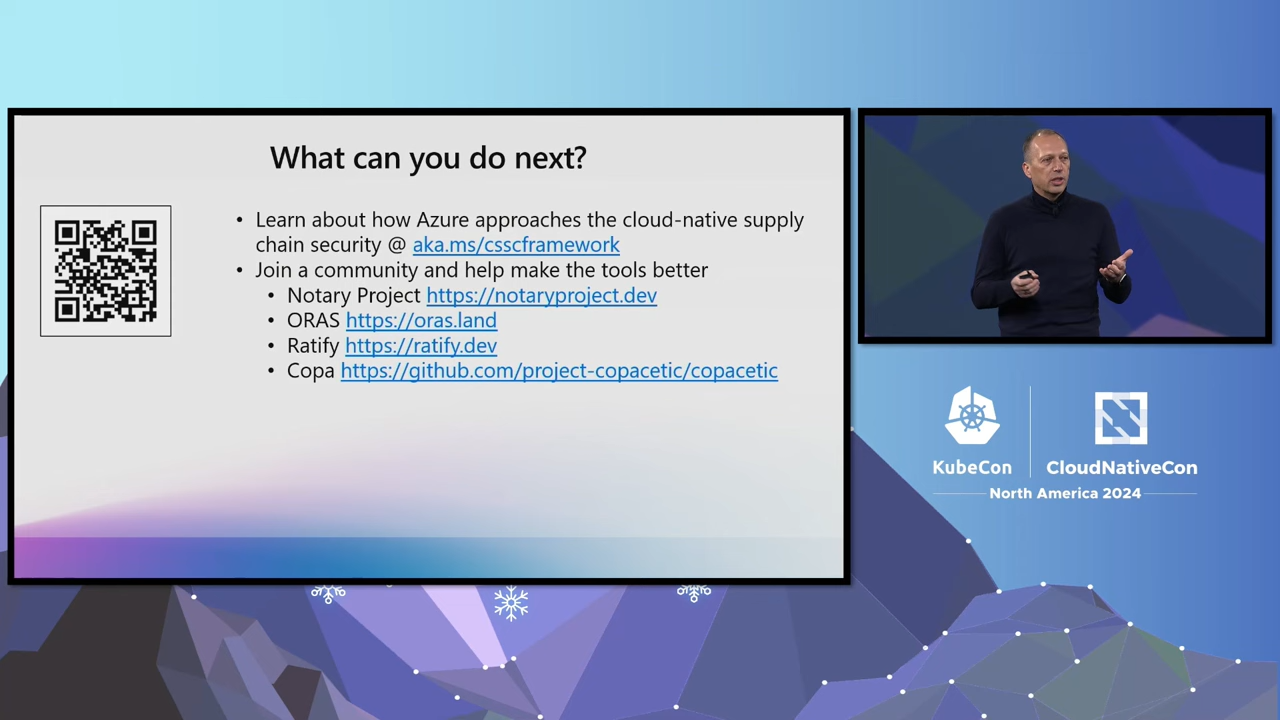 What can you do next?
• Learn about how Azure approaches the cloud-native supply
chain security @ aka.ms/csscframework
• Join a community and help make the tools better
• Notary Project https://notaryproject.dev
• ORAS https://oras.land
• Ratify https://ratify.dev
• Copa https://github.com/project-copacetic/copacetic
KubeCon
CloudNativeCon
North America 2024